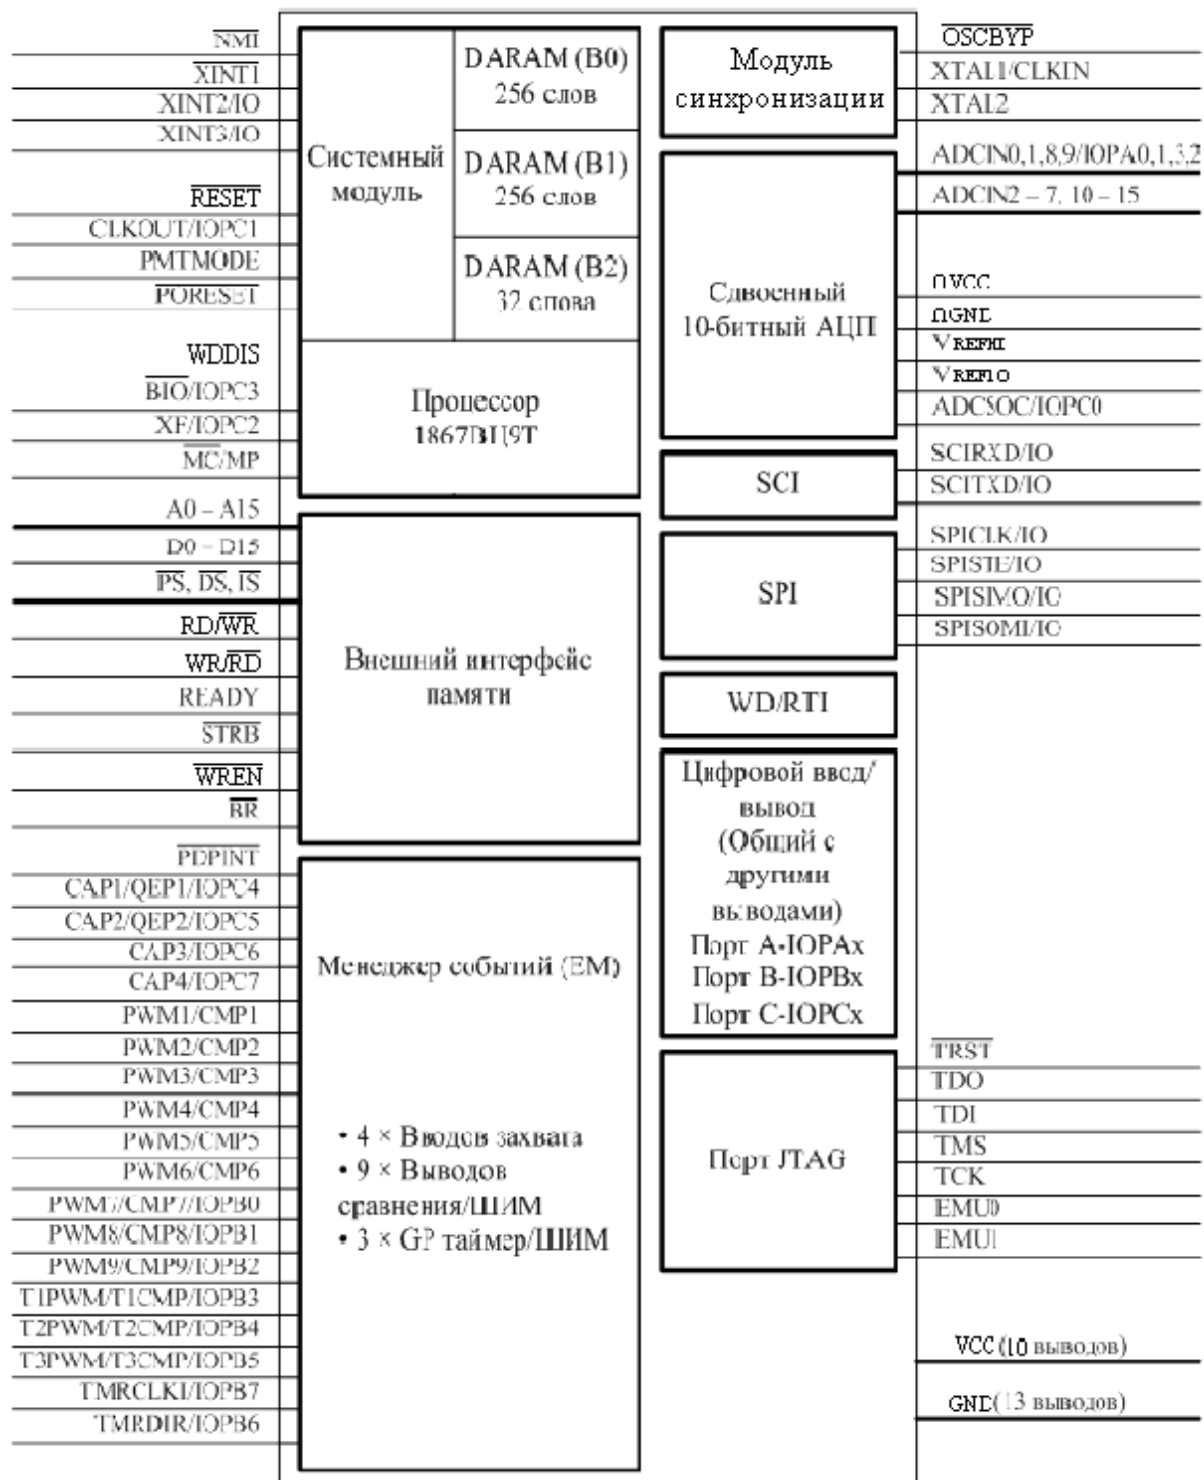 NMI
XINT1
XINT2/IO
XINT3/IO
RESET
CLKOUT/IOPC1
PMTMODE
PORESET
WDDIS
BIO/IOPC3
XF/IOPC2
MC/MP
A0 – A15
D0 – D15
PS, DS, IS
RD/WR
WR/RD
READY
STRB
WREN
BR
PDPINT
CAP1/QEP1/IOPC4
CAP2/QEP2/IOPC5
CAP3/IOPC6
CAP4/IOPC7
PWM1/CMP1
PWM2/CMP2
PWM3/CMP3
PWM4/CMP4
PWM5/CMP5
PWM6/CMP6
PWM7/CMP7/IOPB0
PWM8/CMP8/IOPB1
PWM9/CMP9/IOPB2
T1PWM/T1CMP/IOPB3
T2PWM/T2CMP/IOPB4
T3PWM/T3CMP/IOPB5
TMRCLKI/IOPB7
TMRDIR/IOPB6
Системный
модуль
DARAM (B0)
256 слов
DARAM (B1)
256 слов
DARAM (B2)
32 слова
Процессор
1867ВЦ9Т
Внешний интерфейс
памяти
Менеджер событий (EM)
• 4 × Вводов захвата
• 9 × Выводов
сравнения/ШИМ
• 3 × GP таймер/ШИМ
Модуль
синхронизации
Сдвоенный
10-битный АЦП
SCI
SPI
WD/RTI
Цифровой ввод/
вывод
(Общий с
другими
выводами)
Порт A-IOPAx
Порт B-IOPBx
Порт C-IOPCx
Порт JTAG
OSCBYP
XTAL1/CLKIN
XTAL2
ADCIN0,1,8,9/IOPA0,1,3,2
ADCIN2 – 7, 10 – 15
VREFHI
VREFLO
ADCSOC/IOPC0
SCIRXD/IO
SCITXD/IO
SPICLK/IO
SPISTE/IO
SPISIMO/IO
SPISOMI/IO
TRST
TDO
TDI
TMS
TCK
EMU0
EMU1
VCC (10 выводов)
GND (13 выводов)